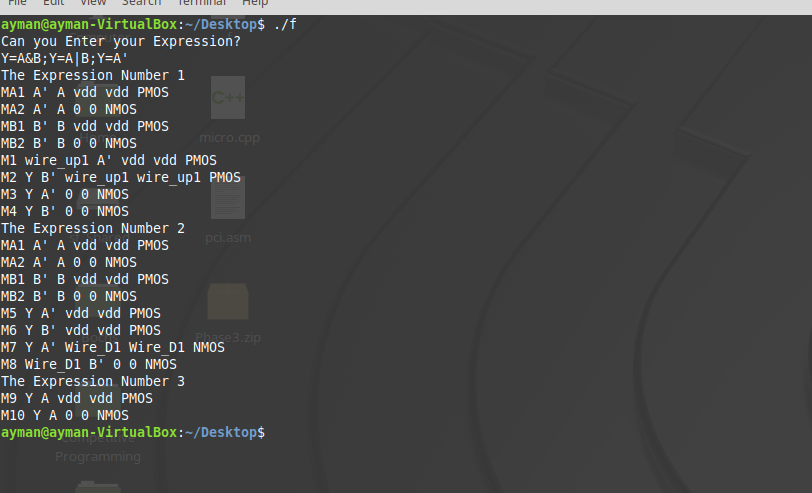 File Edit View Search Terminal Help
ayman@ayman-VirtualBox:~/Desktop$ ./f
Can you Enter your Expression?
Y=A&B;Y=A|B;Y=A'
The Expression Number 1
MA1 A' A vdd vdd PMOS
MA2 A' A 0 0 NMOS
MB1 B' B vdd vdd PMOS
MB2 B' B 0 0 NMOS
M1 wire_up1 A' vdd vdd PMOS
M2 Y B' wire_up1 wire_up1 PMOS
M3 Y A' 0 0 NMOS
M4 Y B' 0 0 NMOS
The Expression Number 2
MA1 A' A vdd vdd PMOS
MA2 A' A 0 0 NMOS
MB1 B' B vdd vdd PMOS
MB2 B' B 0 0 NMOS
M5 Y A' vdd vdd PMOS
M6 Y B' vdd vdd PMOS
M7 Y A' Wire_D1 Wire_D1 NMOS
M8 Wire_D1 B' 0 0 NMOS
The Expression Number 3
M9 Y A vdd vdd PMOS
M10 Y A 0 0 NMOS
ayman@ayman-VirtualBox:~/Desktop$
C++
micro.cpp
pci.asm
Phase3.zip
Competitive
Programming